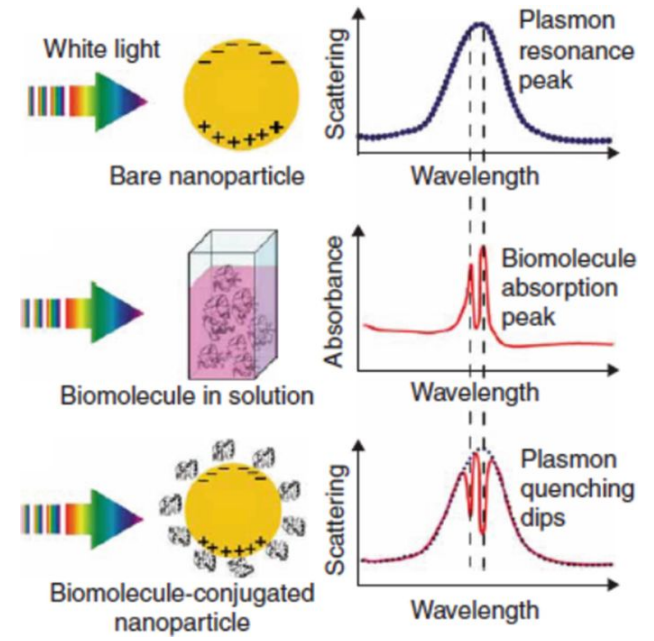 White light
Bare nanoparticle
Scattering
Plasmon
resonance
peak
Wavelength
Biomolecule in solution
Absorbance
Biomolecule
absorption
peak
Wavelength
Biomolecule-conjugated
nanoparticle
Scattering
Plasmon
quenching
dips
Wavelength